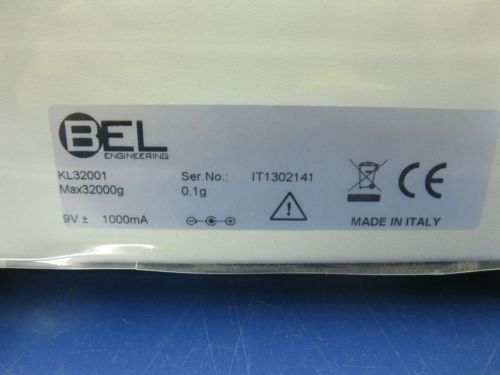 BEL
ENGINEERING
KL32001 Ser.No.: IT1302141
Max32000g 0.1g
9V ± 1000mA
CE
MADE IN ITALY